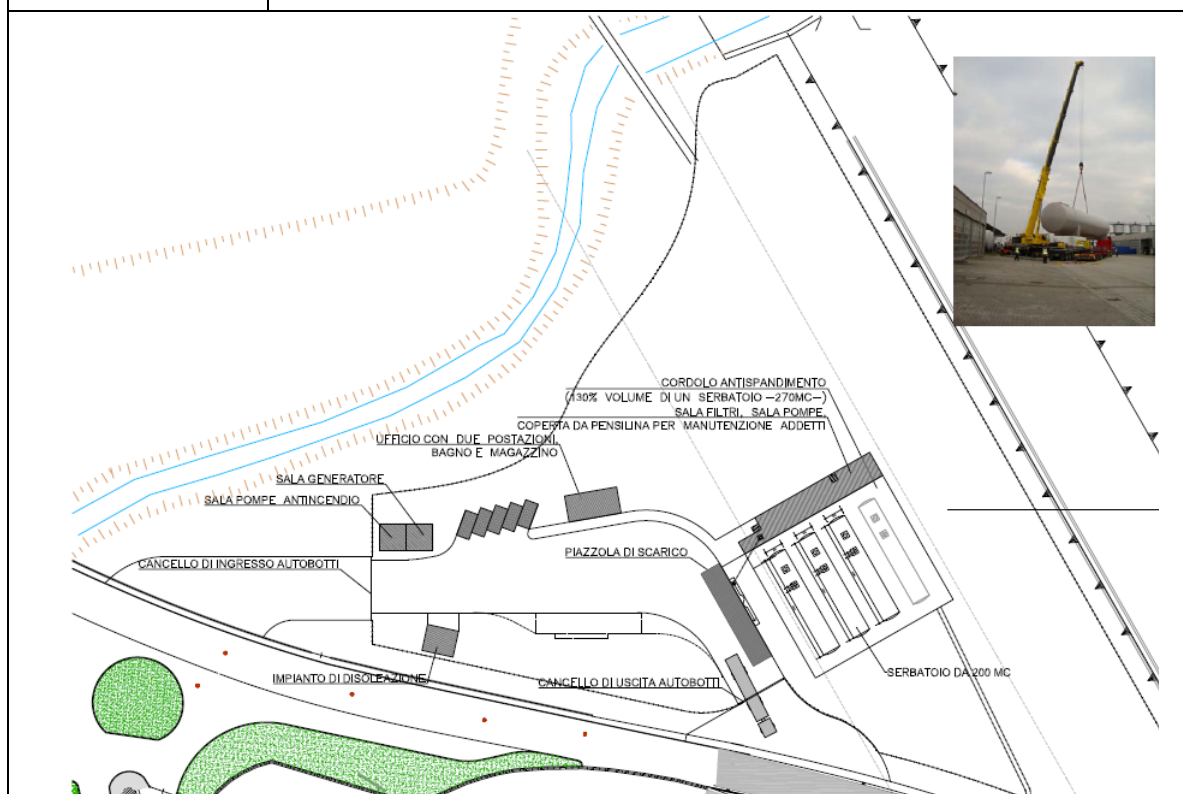 CORDOLO ANTISPANDIMENTO
(130% VOLUME DI UN SERBATOIO -270MC-)
SALA FILTRI, SALA POMPE,
COPERTA DA PENSILINA PER MANUTENZIONE ADDETTI
UFFICIO CON DUE POSTAZIONI,
BAGNO E MAGAZZINO
SALA GENERATORE
SALA POMPE ANTINCENDIO
PIAZZOLA DI SCARICO
CANCELLO DI INGRESSO AUTOBOTTI
IMPIANTO DI DISOLEAZIONE
CANCELLO DI USCITA AUTOBOTTI
SERBATOIO DA 200 MC